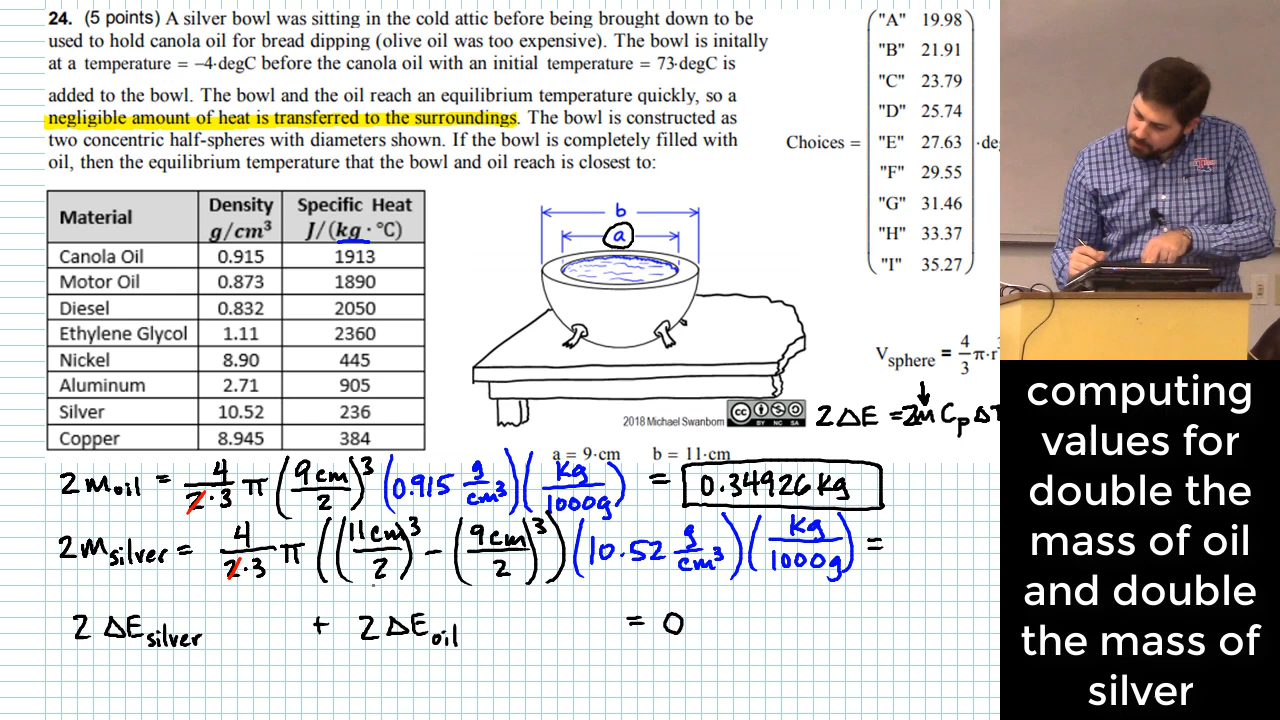 24. (5 points) A silver bowl was sitting in the cold attic before being brought down to be
used to hold canola oil for bread dipping (olive oil was too expensive). The bowl is initally
at a temperature = −4·degC before the canola oil with an initial temperature = 73·degC is
added to the bowl. The bowl and the oil reach an equilibrium temperature quickly, so a
negligible amount of heat is transferred to the surroundings. The bowl is constructed as
two concentric half-spheres with diameters shown. If the bowl is completely filled with
oil, then the equilibrium temperature that the bowl and oil reach is closest to:
Choices =
"A" 19.98
"B" 21.91
"C" 23.79
"D" 25.74
"E" 27.63
"F" 29.55
"G" 31.46
"H" 33.37
"I" 35.27
·de
Material Density g/cm³ Specific Heat J/(kg · °C)
Canola Oil 0.915 1913
Motor Oil 0.873 1890
Diesel 0.832 2050
Ethylene Glycol 1.11 2360
Nickel 8.90 445
Aluminum 2.71 905
Silver 10.52 236
Copper 8.945 384
b
a
2018 Michael Swanbom
cc BY NC SA
a = 9·cm b = 11·cm
V_sphere = 4/3 π·r
2ΔE = 2m C_p ΔT
2m_oil = 4/(2·3) π (9cm/2)³ (0.915 g/cm³)(kg/1000g) = 0.34926 kg
2m_silver = 4/(2·3) π ((11cm/2)³ − (9cm/2)³)(10.52 g/cm³)(kg/1000g) =
2 ΔE_silver + 2 ΔE_oil = 0
computing
values for
double the
mass of oil
and double
the mass of
silver